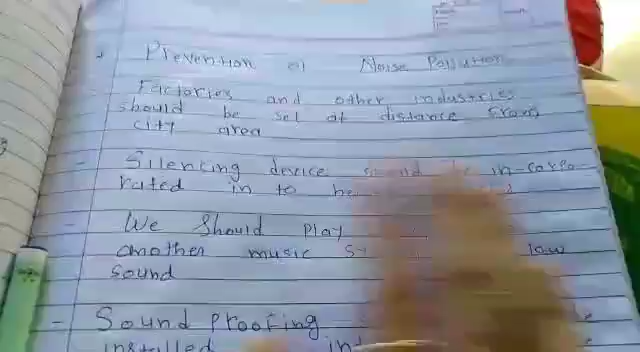 Prevention of Noise Pollution
Factories and other industries
should be set at distance from
city area
- Silencing device should be in corpo-
rated in to be
- We Should Play
another music low
sound
- Sound Proofing
installed